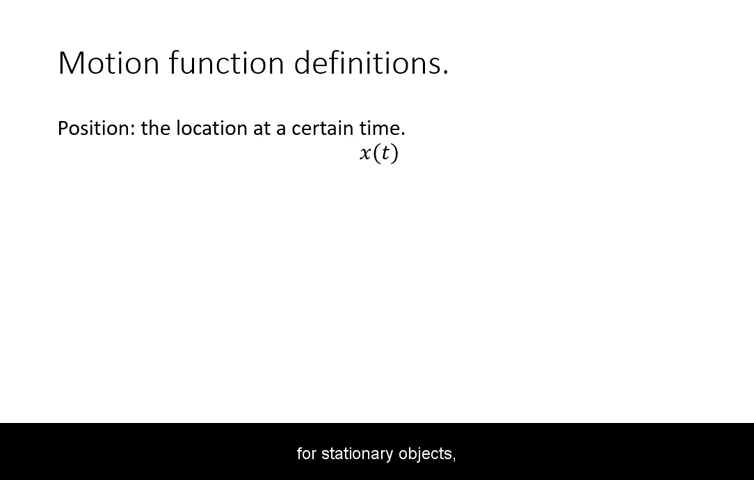 Motion function definitions.
Position: the location at a certain time.
x(t)
for stationary objects,